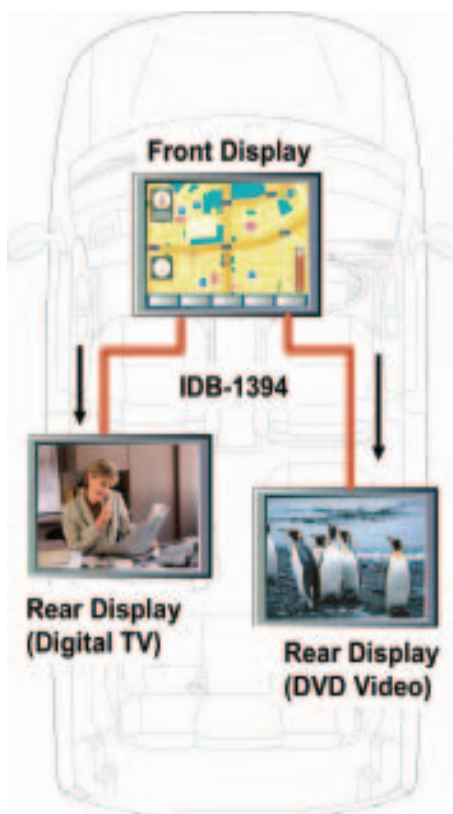 Front Display
IDB-1394
Rear Display
(Digital TV)
Rear Display
(DVD Video)